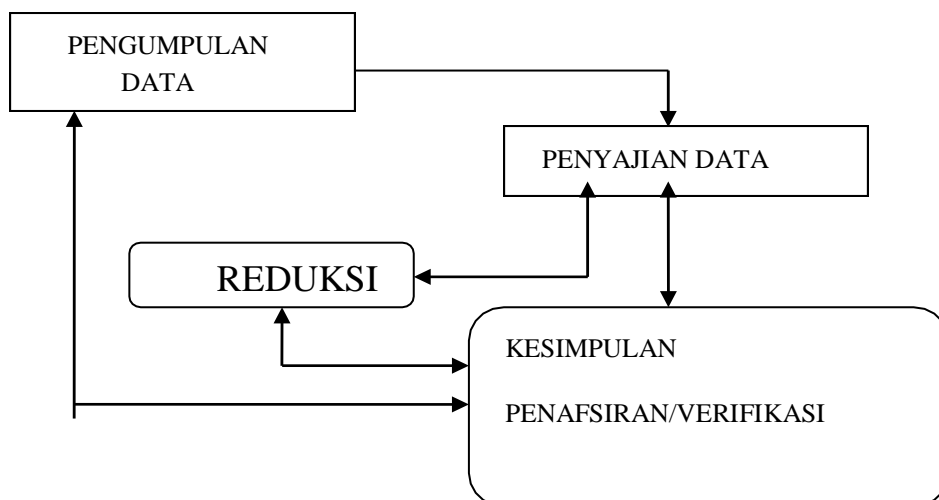 PENGUMPULAN
DATA
PENYAJIAN DATA
REDUKSI
KESIMPULAN
PENAFSIRAN/VERIFIKASI